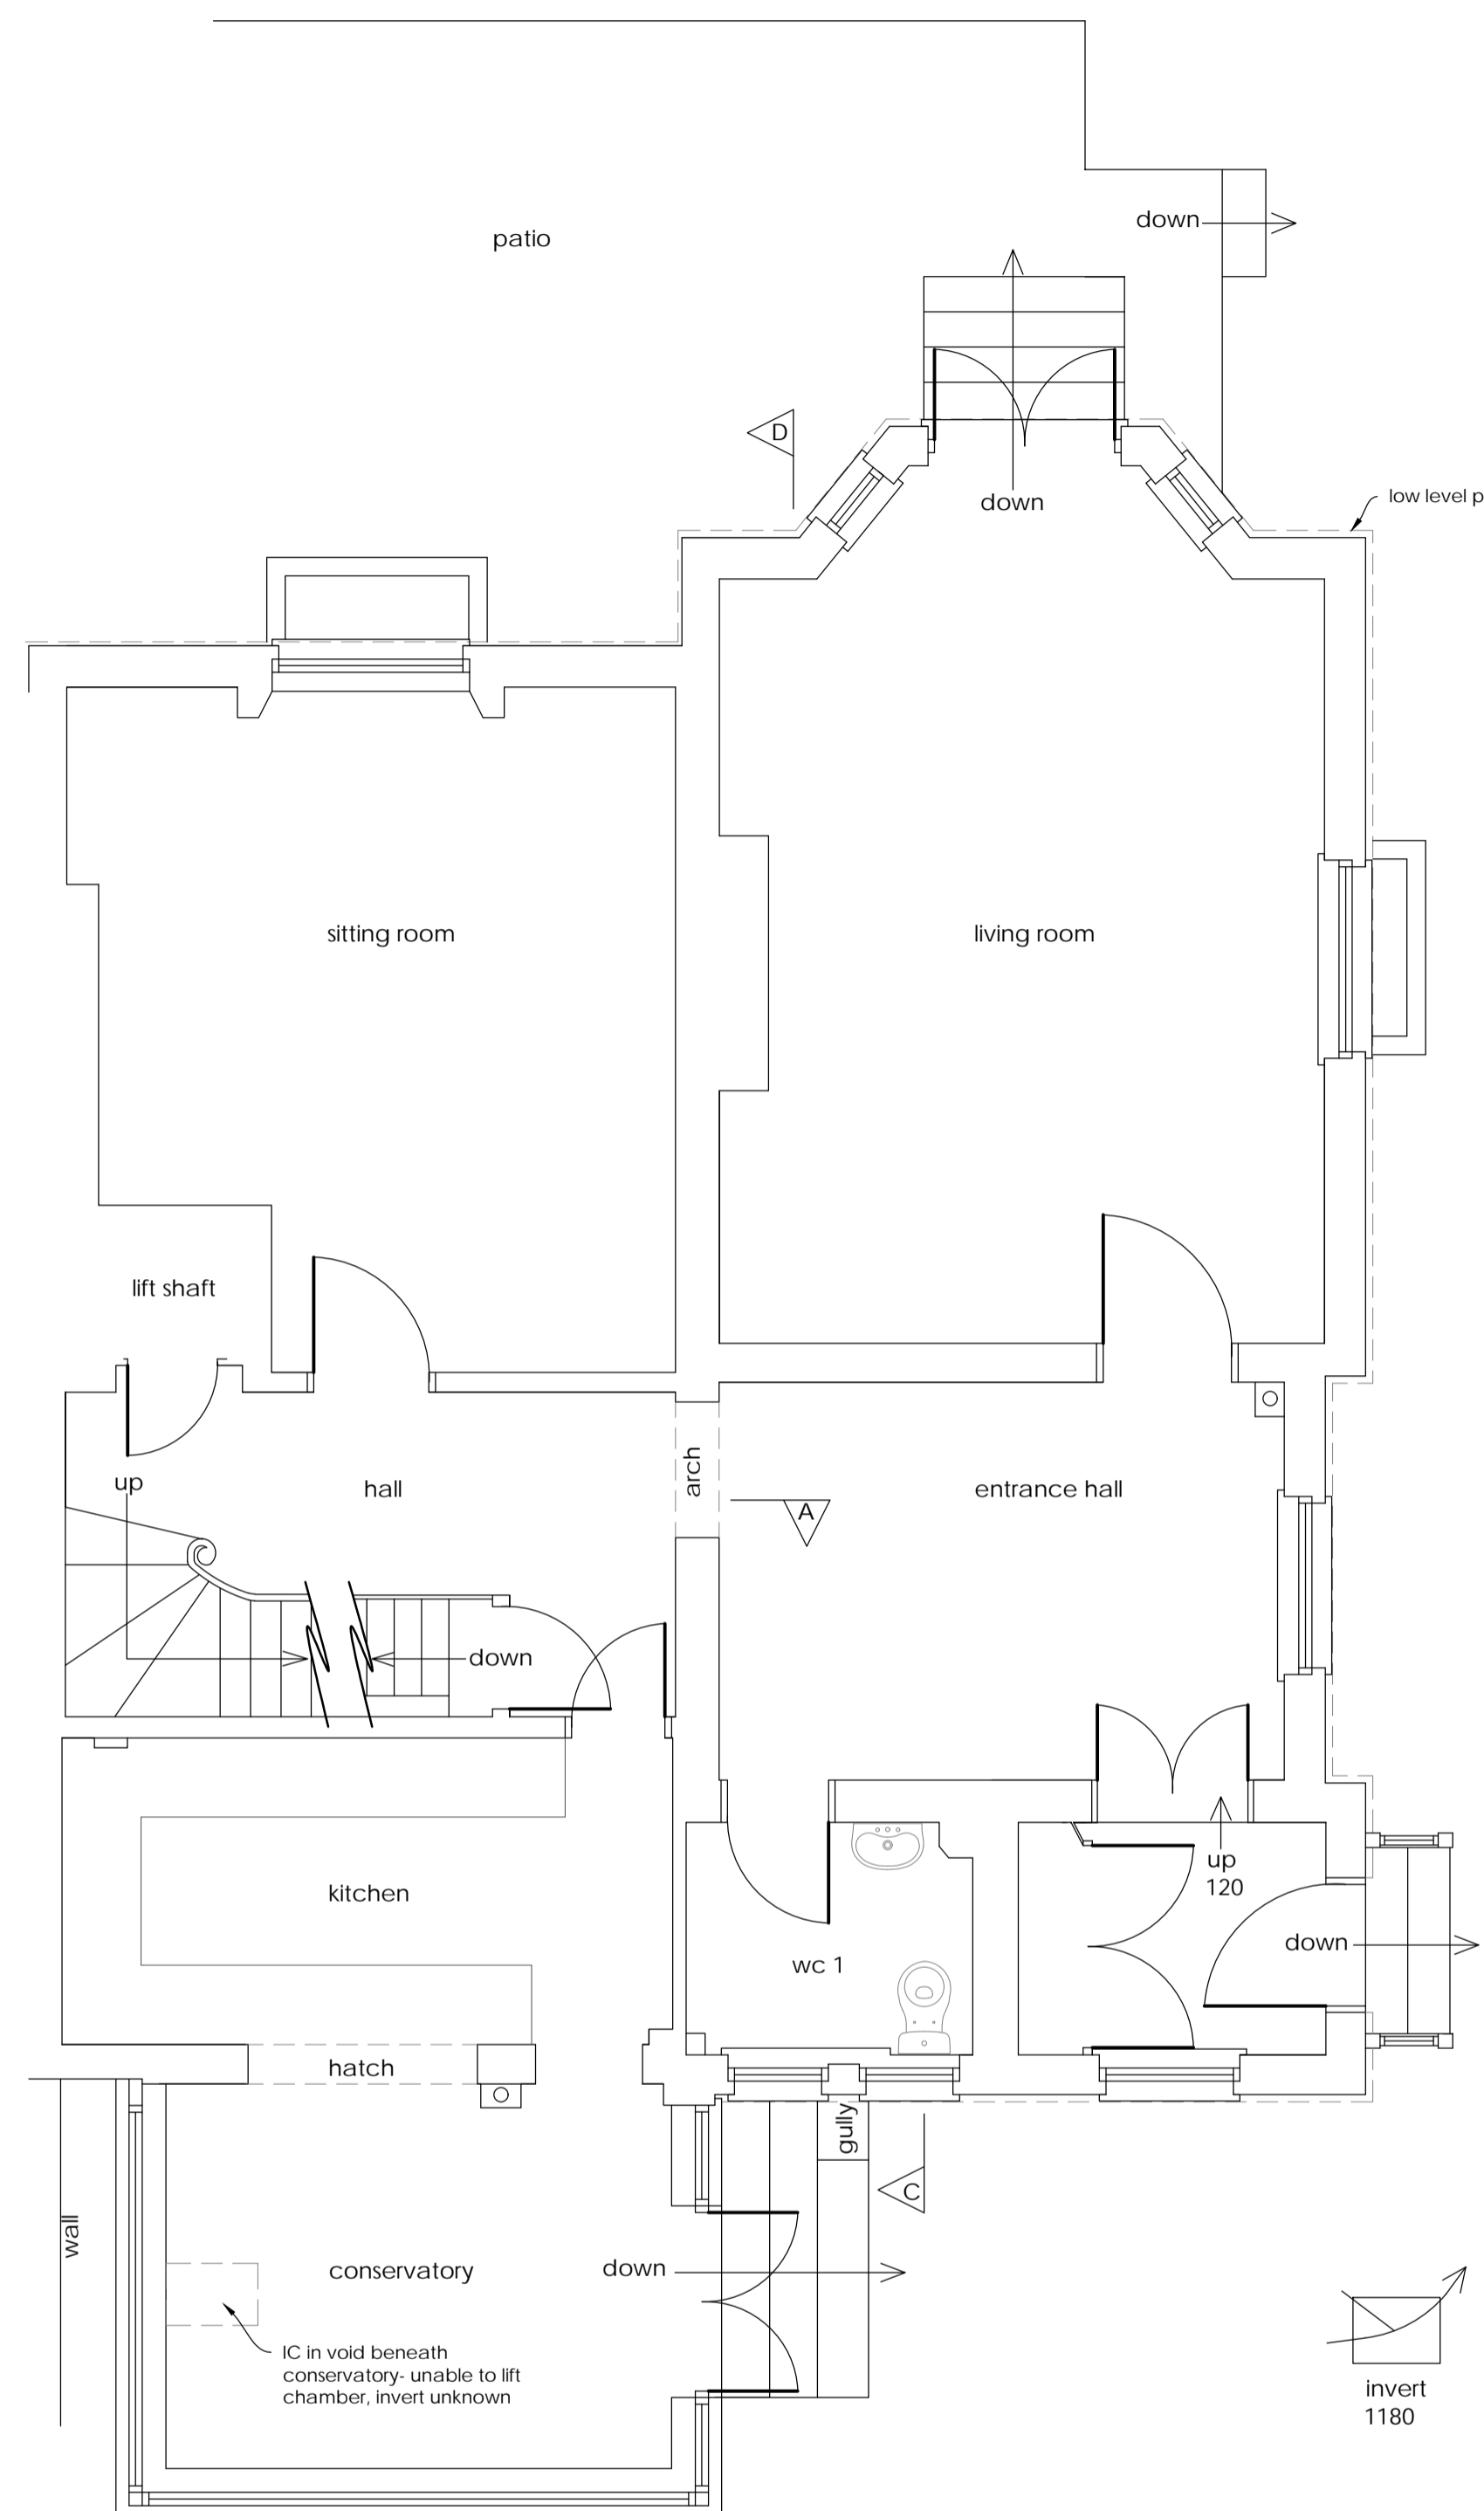 patio
down
D
down
low level p
sitting room
living room
lift shaft
up
hall
arch
entrance hall
A
down
up
120
kitchen
wc 1
down
hatch
gully
C
wall
conservatory
down
IC in void beneath
conservatory- unable to lift
chamber, invert unknown
invert
1180